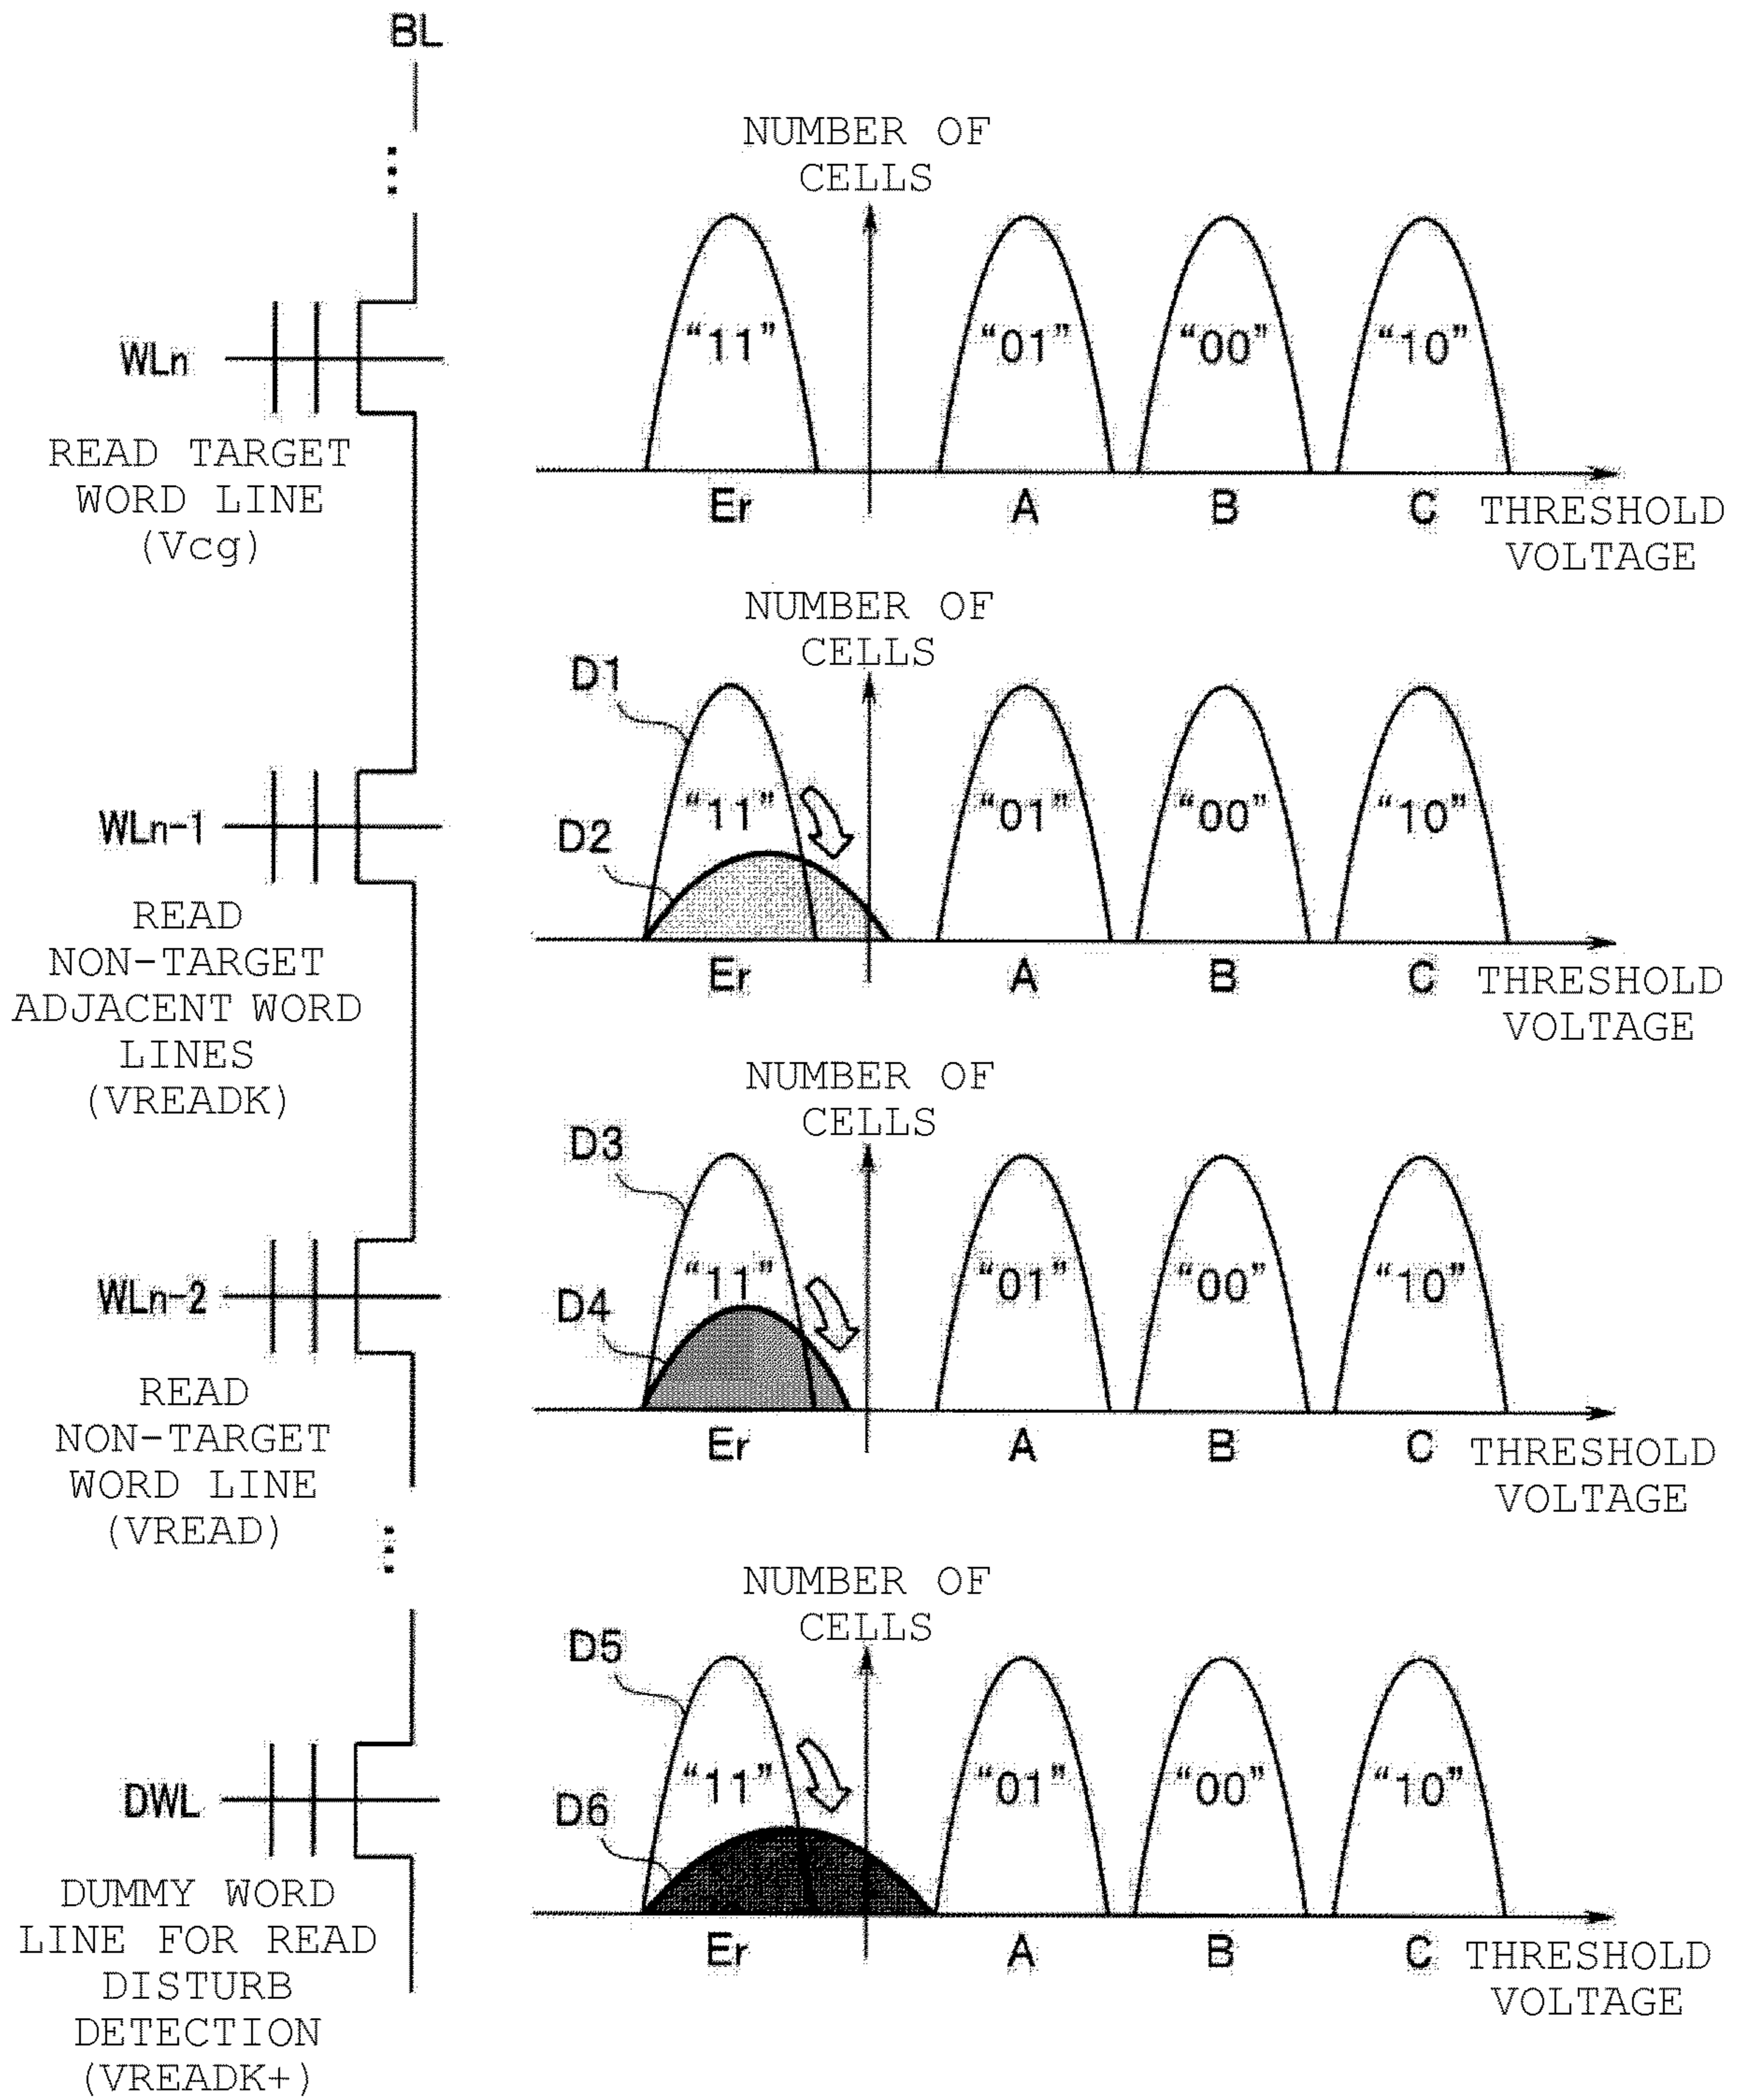 BL
NUMBER OF
CELLS
WLn
“11” “01” “00” “10”
READ TARGET
WORD LINE
(Vcg)
Er A B C THRESHOLD
VOLTAGE
NUMBER OF
CELLS
D1
WLn-1
“11” “01” “00” “10”
D2
READ
NON-TARGET
ADJACENT WORD
LINES
(VREADK)
Er A B C THRESHOLD
VOLTAGE
NUMBER OF
CELLS
D3
WLn-2
“11” “01” “00” “10”
D4
READ
NON-TARGET
WORD LINE
(VREAD)
Er A B C THRESHOLD
VOLTAGE
NUMBER OF
CELLS
D5
DWL
“11” “01” “00” “10”
D6
DUMMY WORD
LINE FOR READ
DISTURB
DETECTION
(VREADK+)
Er A B C THRESHOLD
VOLTAGE